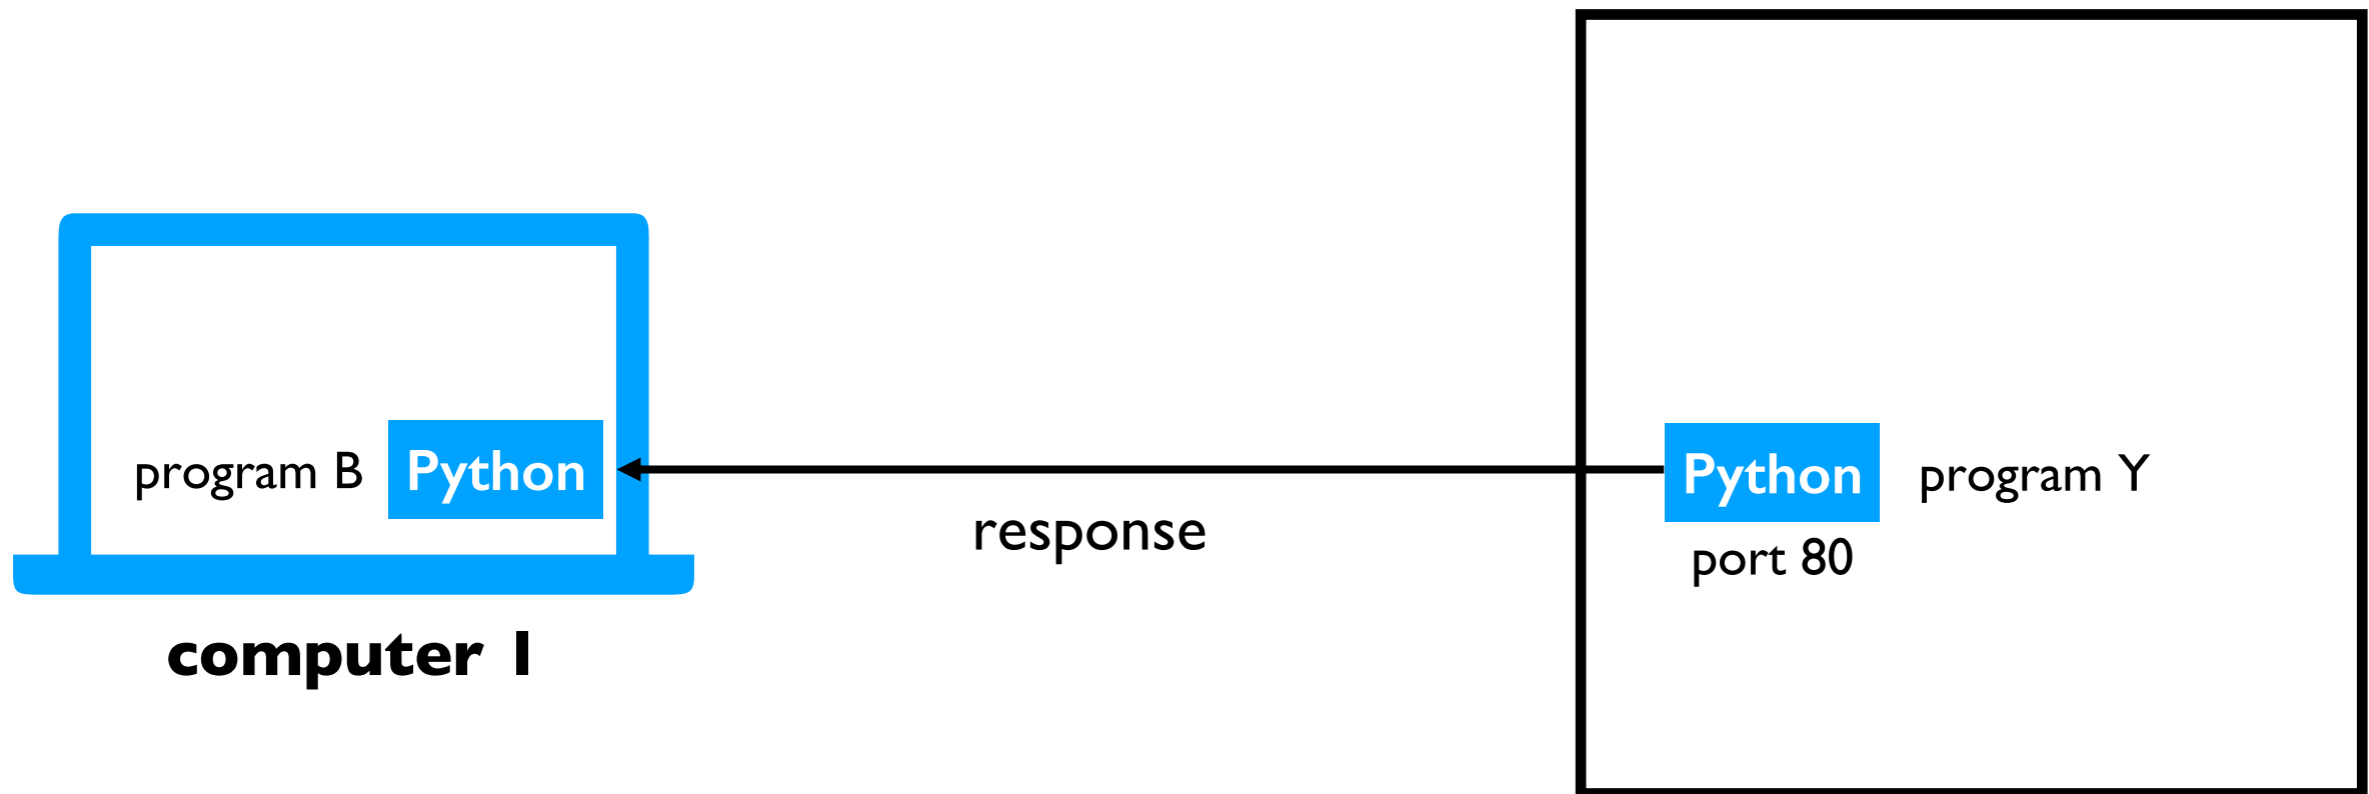 program B
Python
response
Python
program Y
port 80
computer 1